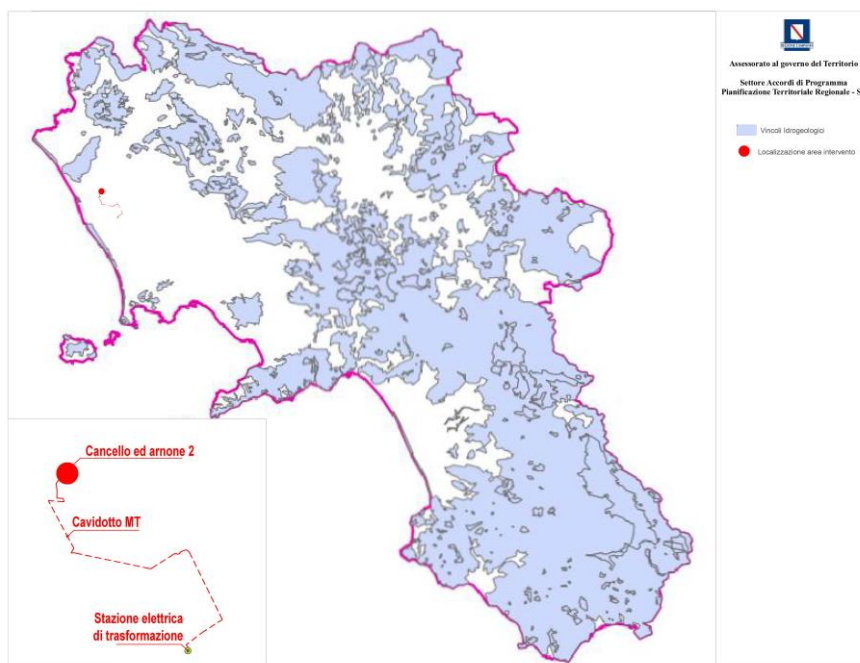 Assessorato al governo del Territorio
Settore Accordi di Programma
Pianificazione Territoriale Regionale - S
Vincoli Idrogeologici
Localizzazione area intervento
Cancello ed arnone 2
Cavidotto MT
Stazione elettrica
di trasformazione